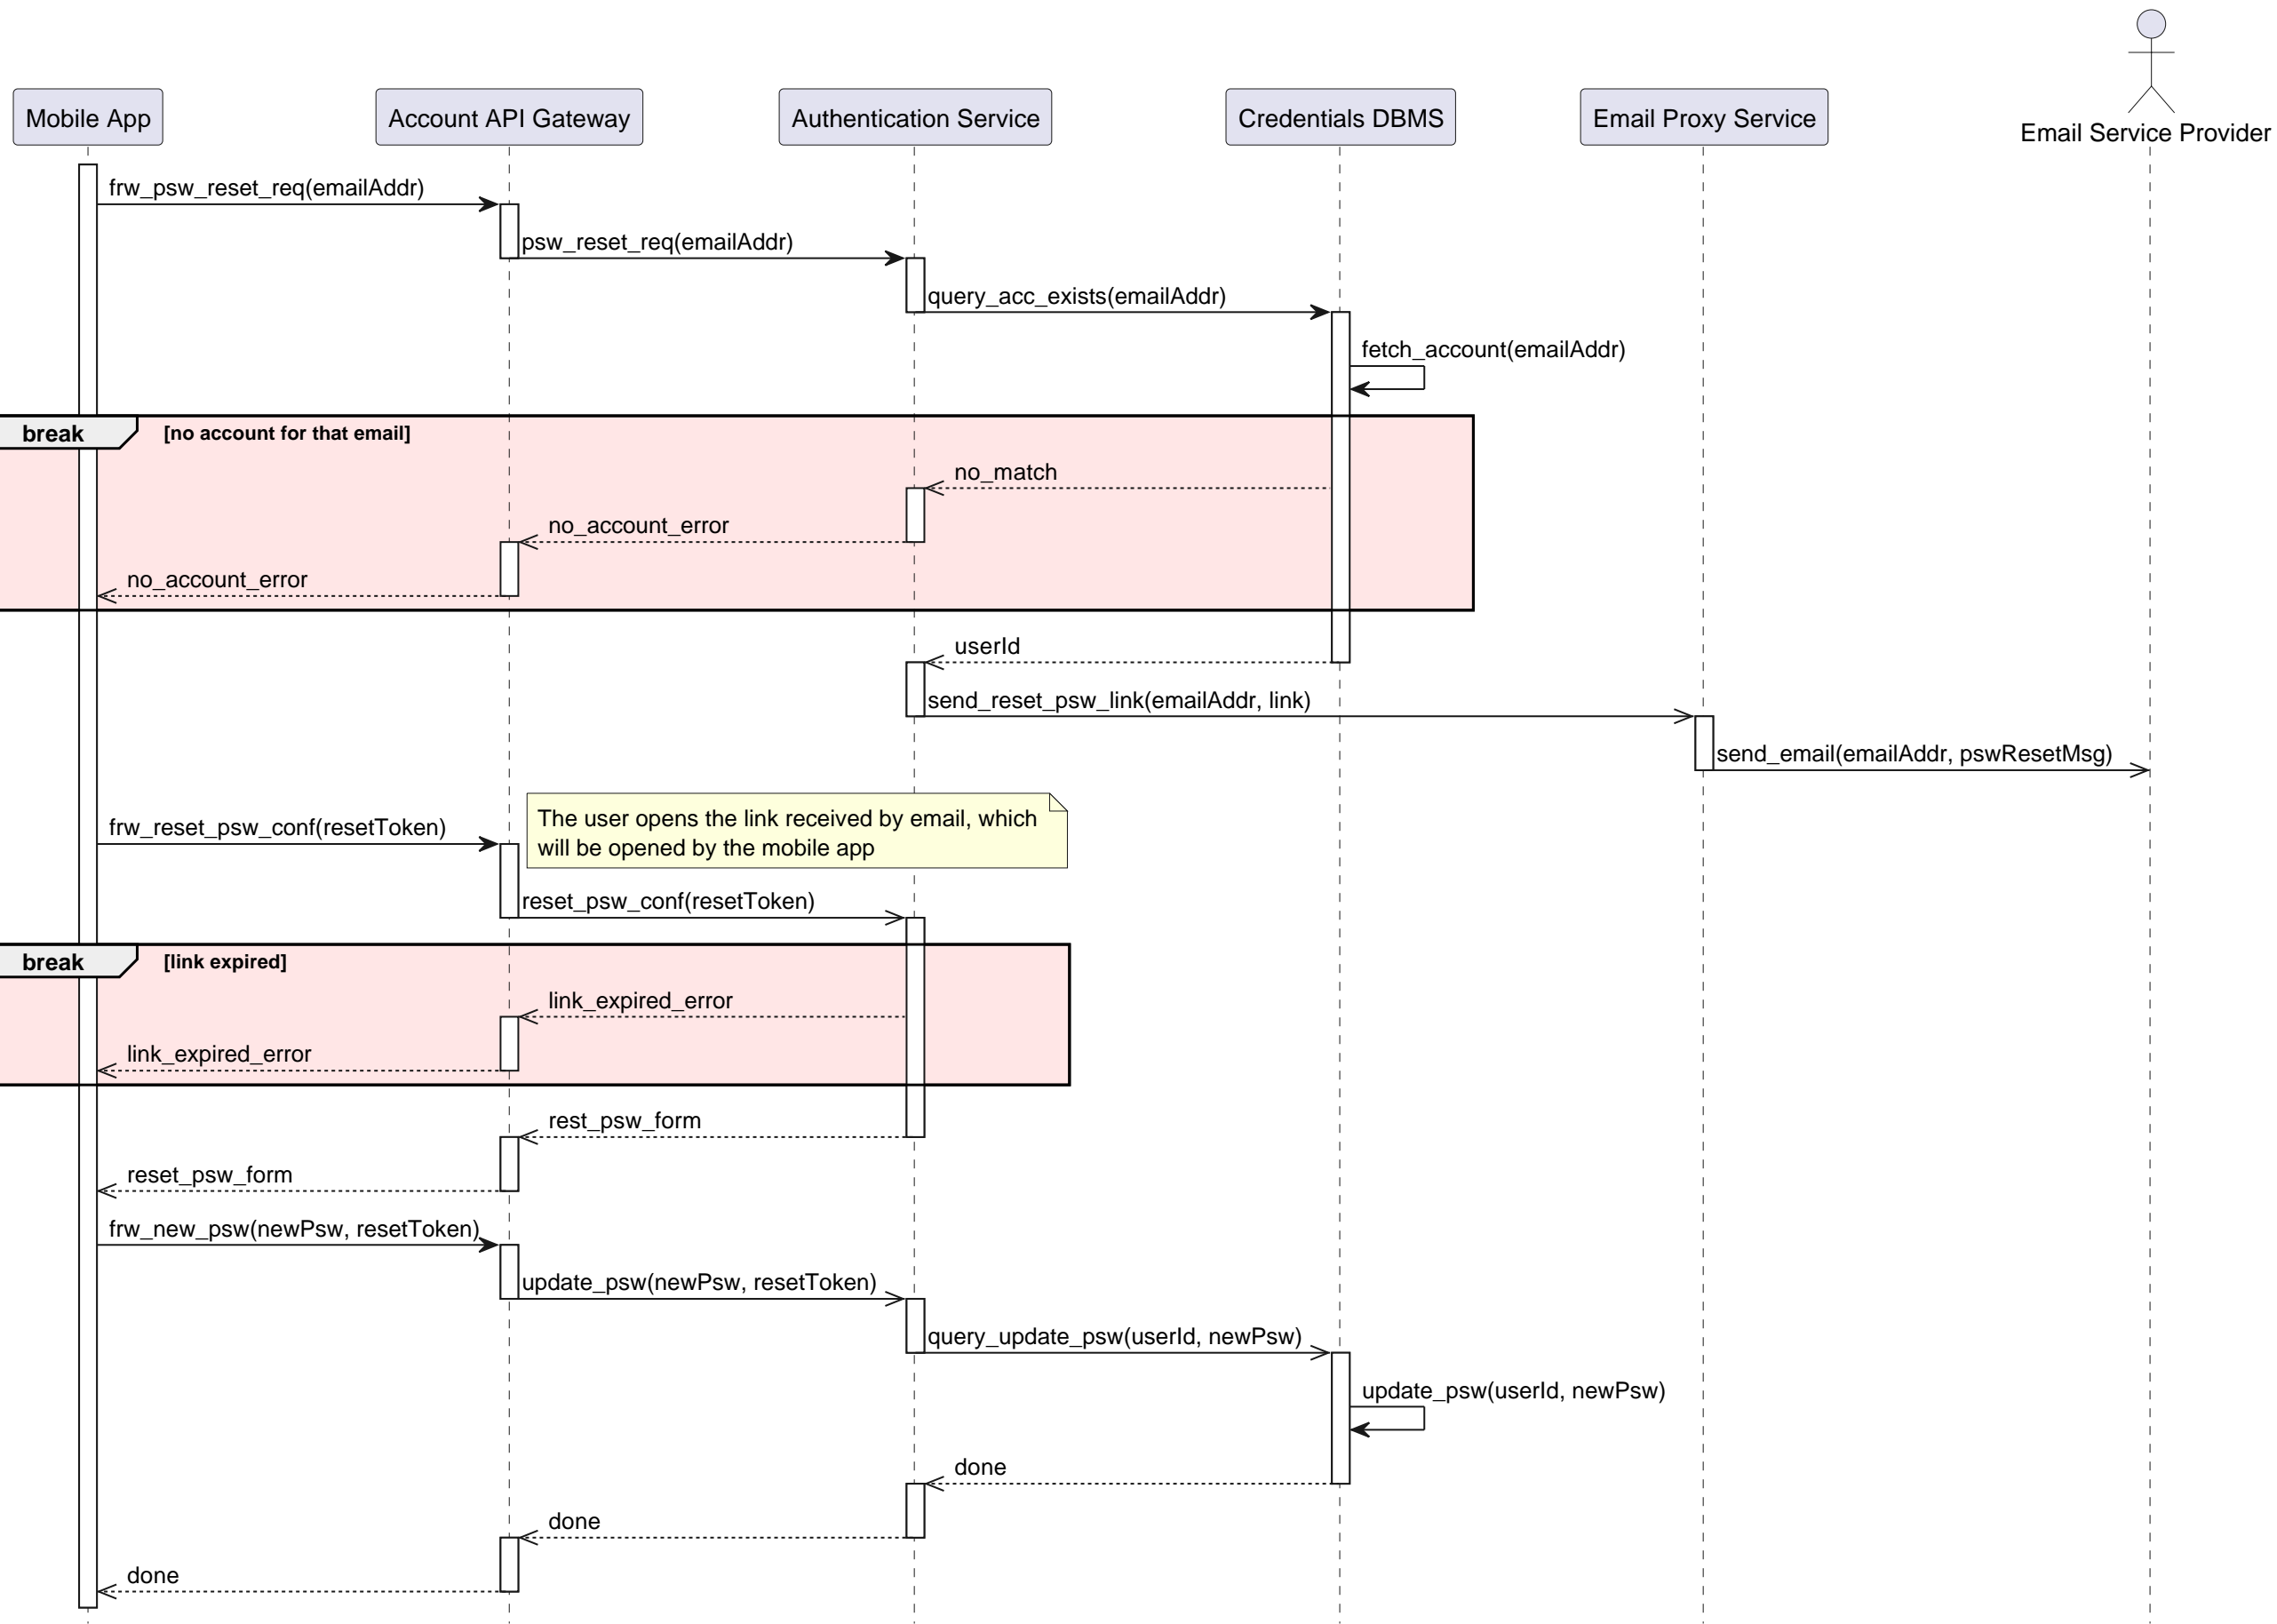 Mobile App
Account API Gateway
Authentication Service
Credentials DBMS
Email Proxy Service
Email Service Provider
frw_psw_reset_req(emailAddr)
psw_reset_req(emailAddr)
query_acc_exists(emailAddr)
fetch_account(emailAddr)
break [no account for that email]
no_match
no_account_error
no_account_error
userId
send_reset_psw_link(emailAddr, link)
send_email(emailAddr, pswResetMsg)
frw_reset_psw_conf(resetToken)
The user opens the link received by email, which
will be opened by the mobile app
reset_psw_conf(resetToken)
break [link expired]
link_expired_error
link_expired_error
rest_psw_form
reset_psw_form
frw_new_psw(newPsw, resetToken)
update_psw(newPsw, resetToken)
query_update_psw(userId, newPsw)
update_psw(userId, newPsw)
done
done
done